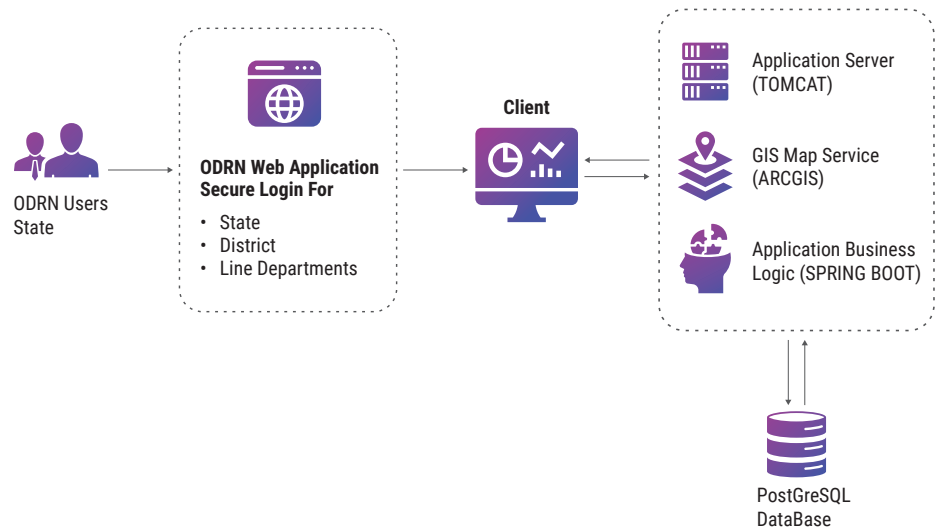 ODRN Users
State
ODRN Web Application
Secure Login For
• State
• District
• Line Departments
Client
Application Server
(TOMCAT)
GIS Map Service
(ARCGIS)
Application Business
Logic (SPRING BOOT)
PostGreSQL
DataBase